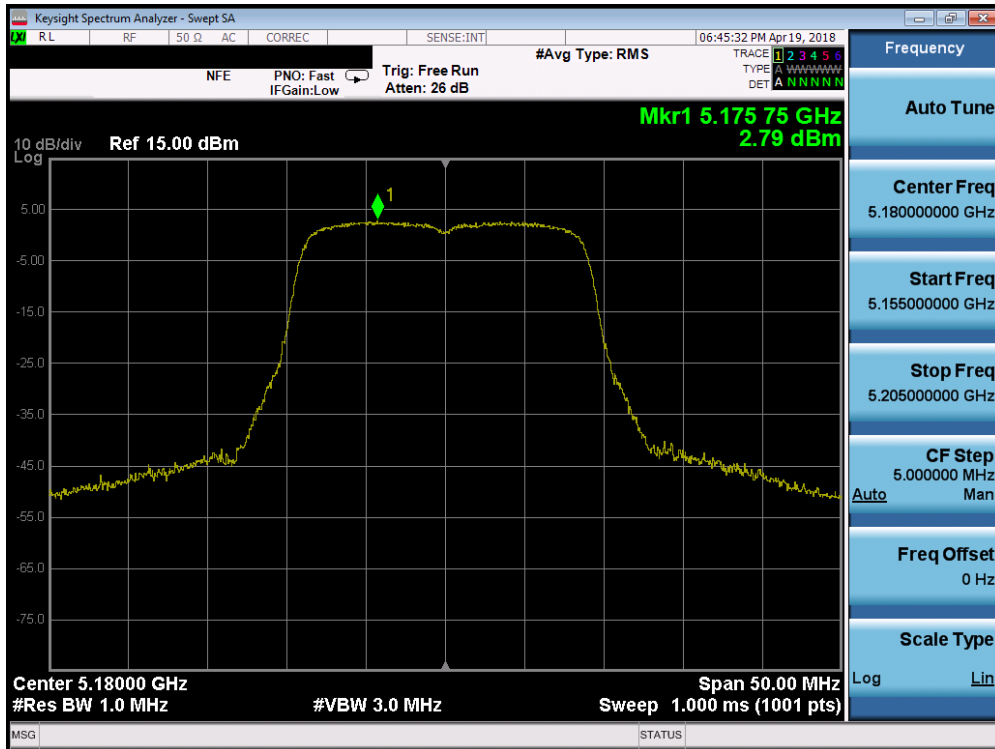 Keysight Spectrum Analyzer - Swept SA
LXI RL RF 50 Ω AC CORREC SENSE:INT 06:45:32 PM Apr 19, 2018
#Avg Type: RMS
TRACE 1 2 3 4 5 6
TYPE A WWWWW
DET A N N N N N
NFE PNO: Fast Trig: Free Run
IFGain:Low Atten: 26 dB
Mkr1 5.175 75 GHz
2.79 dBm
10 dB/div Ref 15.00 dBm
Log
1
5.00
-5.00
-15.0
-25.0
-35.0
-45.0
-55.0
-65.0
-75.0
Center 5.18000 GHz Span 50.00 MHz
#Res BW 1.0 MHz #VBW 3.0 MHz Sweep 1.000 ms (1001 pts)
MSG STATUS
Frequency
Auto Tune
Center Freq
5.180000000 GHz
Start Freq
5.155000000 GHz
Stop Freq
5.205000000 GHz
CF Step
5.000000 MHz
Auto Man
Freq Offset
0 Hz
Scale Type
Log Lin